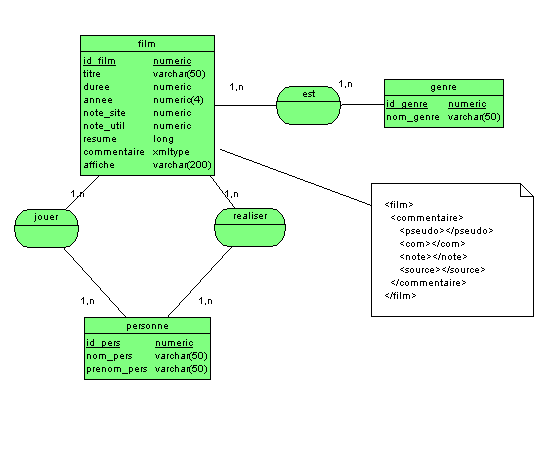 film
id_film numeric
titre varchar(50)
duree numeric
annee numeric(4)
note_site numeric
note_util numeric
resume long
commentaire xmltype
affiche varchar(200)
1,n
est
1,n
genre
id_genre numeric
nom_genre varchar(50)
1,n
jouer
1,n
realiser
<film>
<commentaire>
<pseudo></pseudo>
<com></com>
<note></note>
<source></source>
</commentaire>
</film>
1,n
1,n
personne
id_pers numeric
nom_pers varchar(50)
prenom_pers varchar(50)